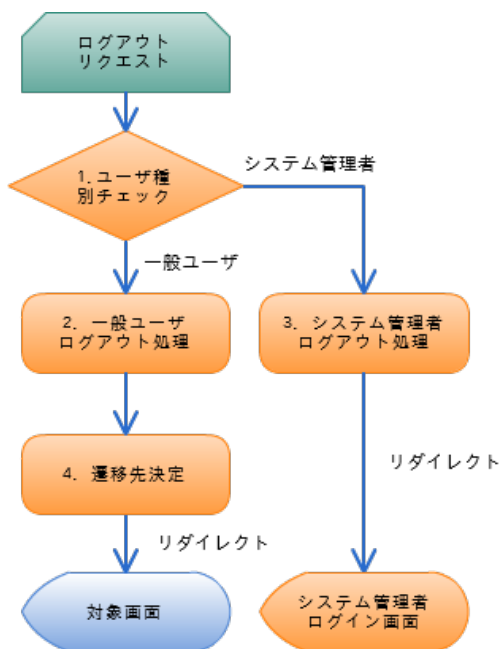 ログアウト
リクエスト
1.ユーザ種
別チェック
システム管理者
一般ユーザ
2. 一般ユーザ
ログアウト処理
3. システム管理者
ログアウト処理
4. 遷移先決定
リダイレクト
リダイレクト
対象画面
システム管理者
ログイン画面